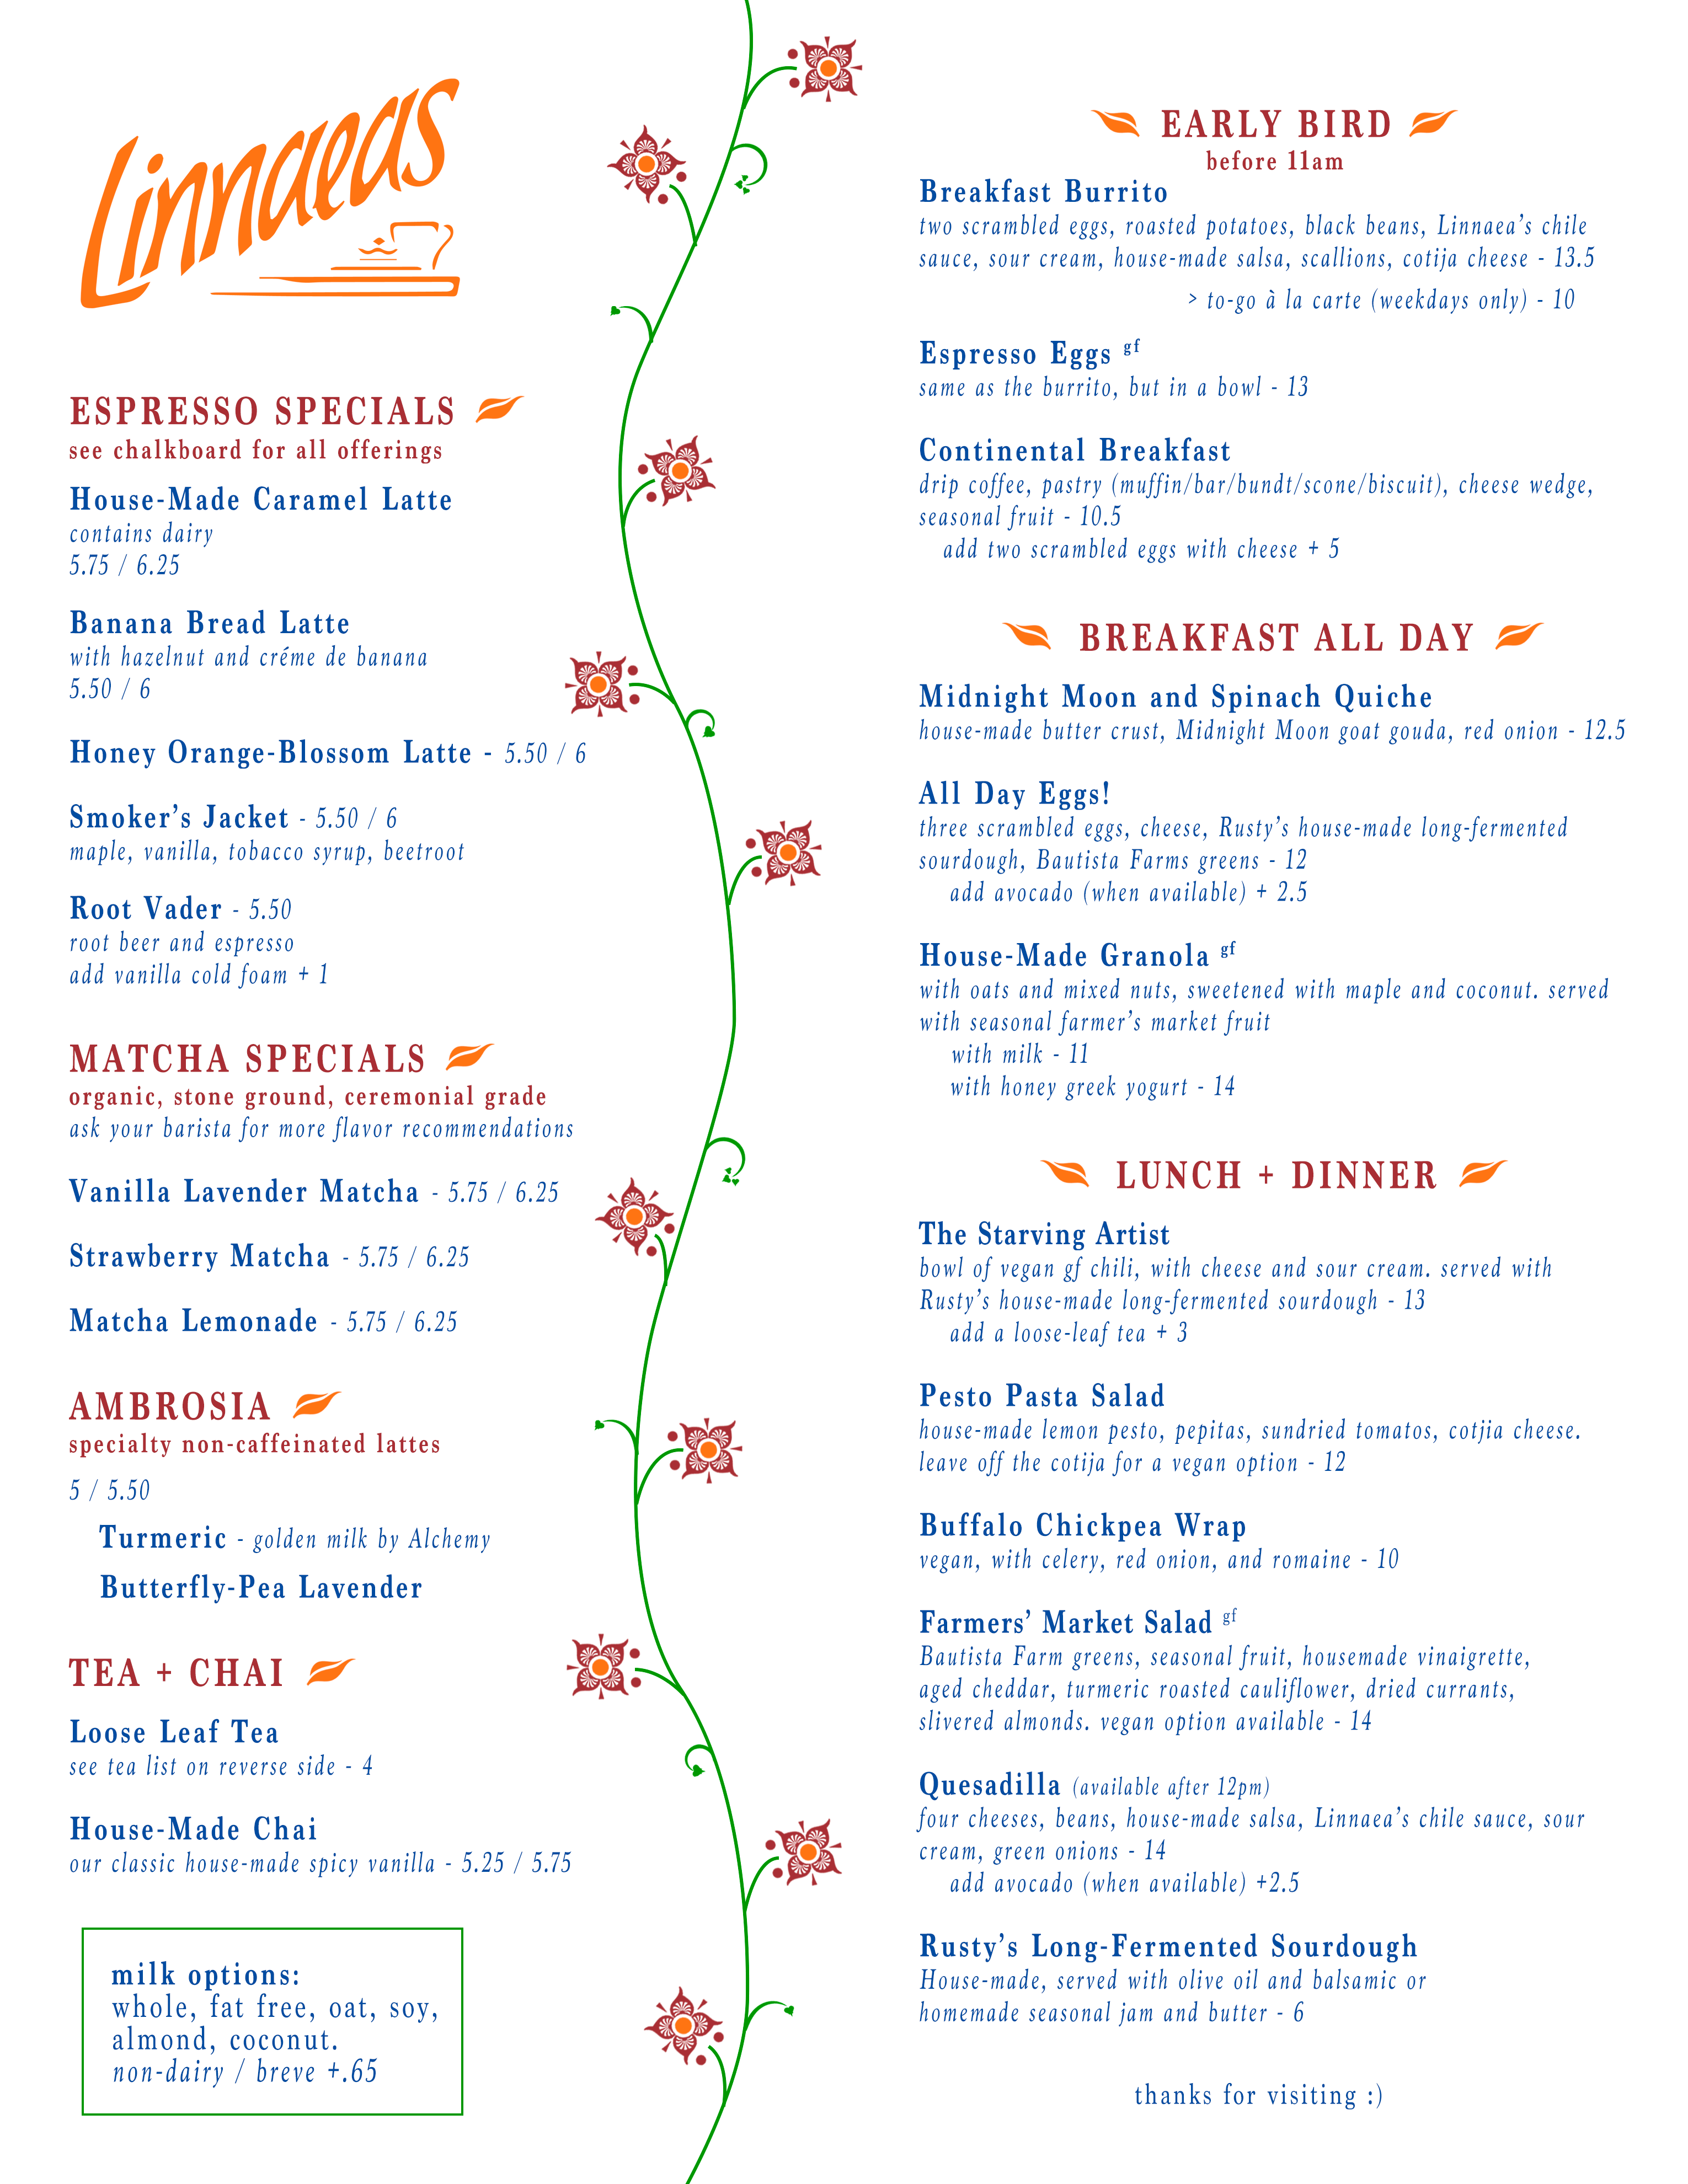 Linnaeas
ESPRESSO SPECIALS
see chalkboard for all offerings
House-Made Caramel Latte
contains dairy
5.75 / 6.25
Banana Bread Latte
with hazelnut and créme de banana
5.50 / 6
Honey Orange-Blossom Latte - 5.50 / 6
Smoker’s Jacket - 5.50 / 6
maple, vanilla, tobacco syrup, beetroot
Root Vader - 5.50
root beer and espresso
add vanilla cold foam + 1
MATCHA SPECIALS
organic, stone ground, ceremonial grade
ask your barista for more flavor recommendations
Vanilla Lavender Matcha - 5.75 / 6.25
Strawberry Matcha - 5.75 / 6.25
Matcha Lemonade - 5.75 / 6.25
AMBROSIA
specialty non-caffeinated lattes
5 / 5.50
Turmeric - golden milk by Alchemy
Butterfly-Pea Lavender
TEA + CHAI
Loose Leaf Tea
see tea list on reverse side - 4
House-Made Chai
our classic house-made spicy vanilla - 5.25 / 5.75
milk options:
whole, fat free, oat, soy,
almond, coconut.
non-dairy / breve +.65
EARLY BIRD
before 11am
Breakfast Burrito
two scrambled eggs, roasted potatoes, black beans, Linnaea’s chile
sauce, sour cream, house-made salsa, scallions, cotija cheese - 13.5
> to-go à la carte (weekdays only) - 10
Espresso Eggs gf
same as the burrito, but in a bowl - 13
Continental Breakfast
drip coffee, pastry (muffin/bar/bundt/scone/biscuit), cheese wedge,
seasonal fruit - 10.5
add two scrambled eggs with cheese + 5
BREAKFAST ALL DAY
Midnight Moon and Spinach Quiche
house-made butter crust, Midnight Moon goat gouda, red onion - 12.5
All Day Eggs!
three scrambled eggs, cheese, Rusty’s house-made long-fermented
sourdough, Bautista Farms greens - 12
add avocado (when available) + 2.5
House-Made Granola gf
with oats and mixed nuts, sweetened with maple and coconut. served
with seasonal farmer’s market fruit
with milk - 11
with honey greek yogurt - 14
LUNCH + DINNER
The Starving Artist
bowl of vegan gf chili, with cheese and sour cream. served with
Rusty’s house-made long-fermented sourdough - 13
add a loose-leaf tea + 3
Pesto Pasta Salad
house-made lemon pesto, pepitas, sundried tomatos, cotjia cheese.
leave off the cotija for a vegan option - 12
Buffalo Chickpea Wrap
vegan, with celery, red onion, and romaine - 10
Farmers’ Market Salad gf
Bautista Farm greens, seasonal fruit, housemade vinaigrette,
aged cheddar, turmeric roasted cauliflower, dried currants,
slivered almonds. vegan option available - 14
Quesadilla (available after 12pm)
four cheeses, beans, house-made salsa, Linnaea’s chile sauce, sour
cream, green onions - 14
add avocado (when available) +2.5
Rusty’s Long-Fermented Sourdough
House-made, served with olive oil and balsamic or
homemade seasonal jam and butter - 6
thanks for visiting :)